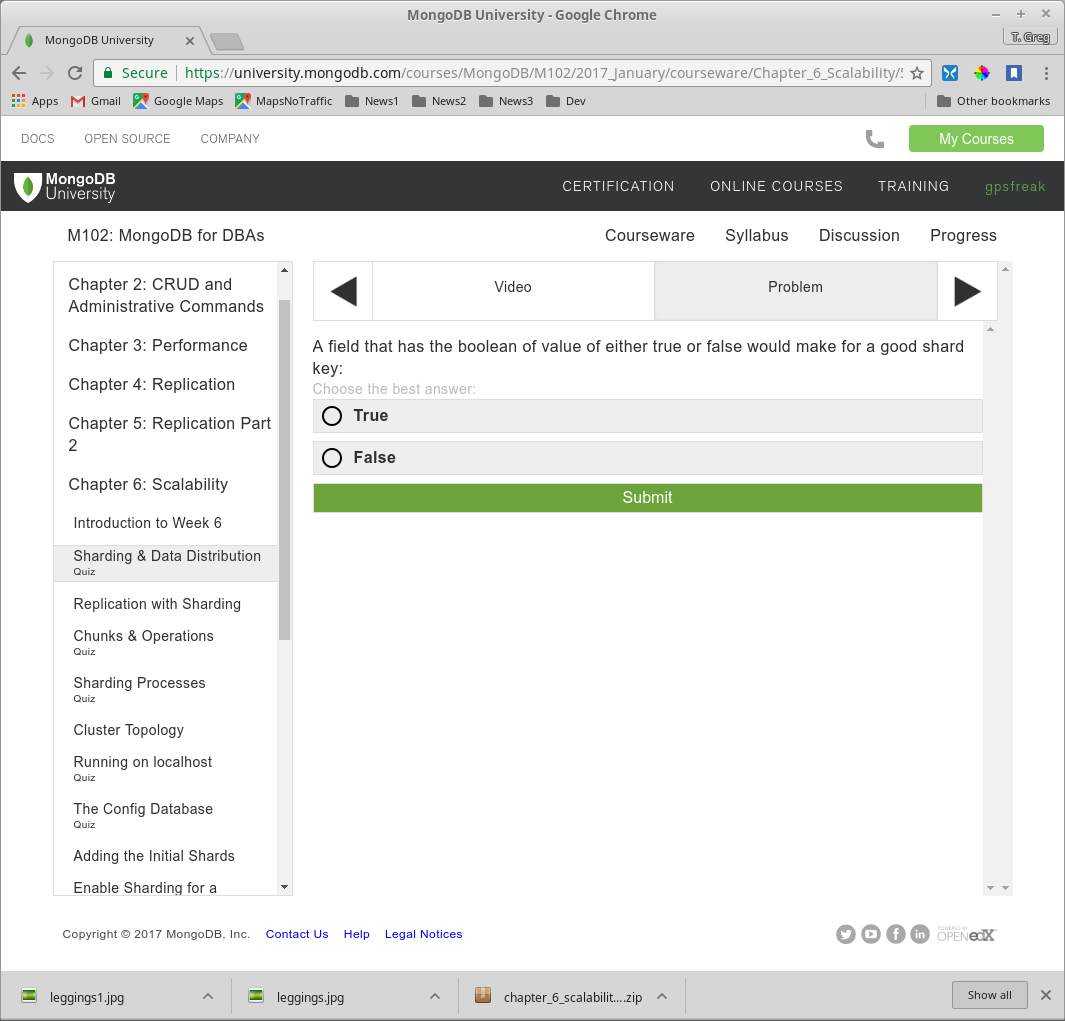 MongoDB University - Google Chrome
MongoDB University
T. Greg
Secure https://university.mongodb.com/courses/MongoDB/M102/2017_January/courseware/Chapter_6_Scalability/
Apps Gmail Google Maps MapsNoTraffic News1 News2 News3 Dev Other bookmarks
DOCS OPEN SOURCE COMPANY My Courses
MongoDB
University
CERTIFICATION ONLINE COURSES TRAINING gpsfreak
M102: MongoDB for DBAs Courseware Syllabus Discussion Progress
Chapter 2: CRUD and
Administrative Commands
Chapter 3: Performance
Chapter 4: Replication
Chapter 5: Replication Part
2
Chapter 6: Scalability
Introduction to Week 6
Sharding & Data Distribution
Quiz
Replication with Sharding
Chunks & Operations
Quiz
Sharding Processes
Quiz
Cluster Topology
Running on localhost
Quiz
The Config Database
Quiz
Adding the Initial Shards
Enable Sharding for a
Video Problem
A field that has the boolean of value of either true or false would make for a good shard
key:
Choose the best answer:
True
False
Submit
Copyright © 2017 MongoDB, Inc. Contact Us Help Legal Notices
POWERED BY
OPEN edX
leggings1.jpg leggings.jpg chapter_6_scalabilit....zip Show all